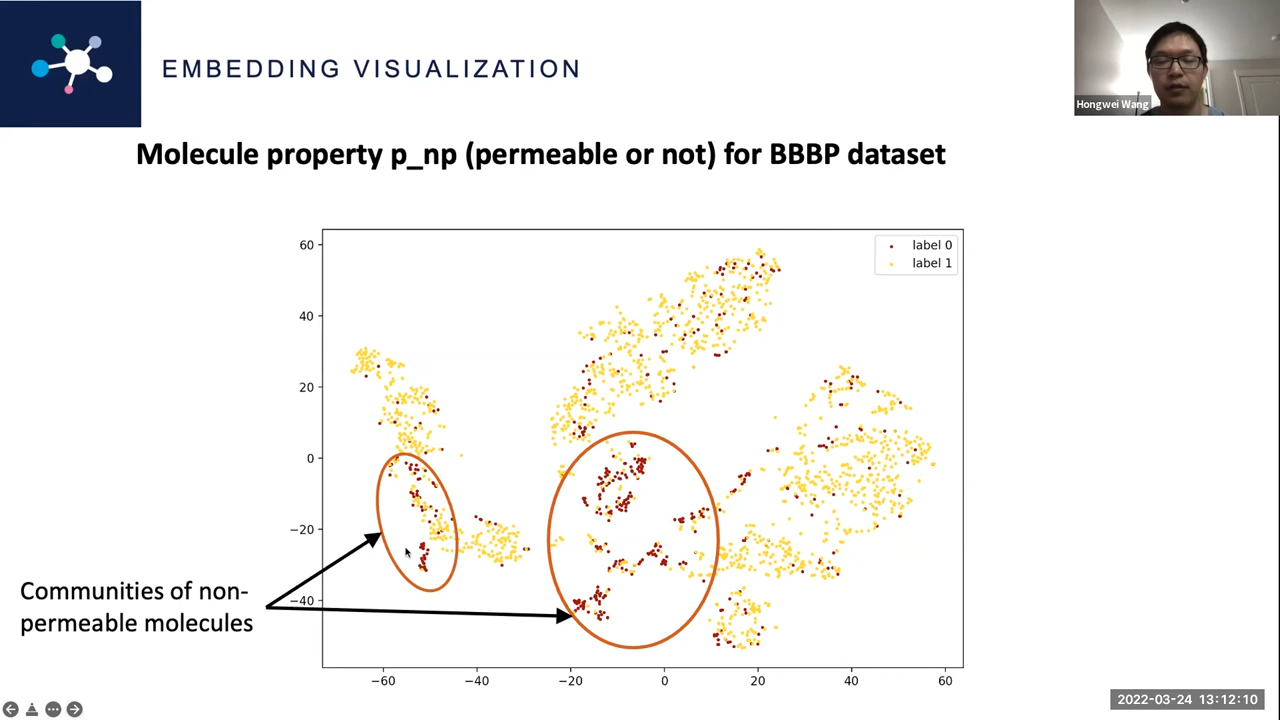 EMBEDDING VISUALIZATION
Hongwei Wang
Molecule property p_np (permeable or not) for BBBP dataset
label 0
label 1
60
40
20
0
−20
−40
−60
−40
−20
0
20
40
60
Communities of non-
permeable molecules
2022-03-24 13:12:10